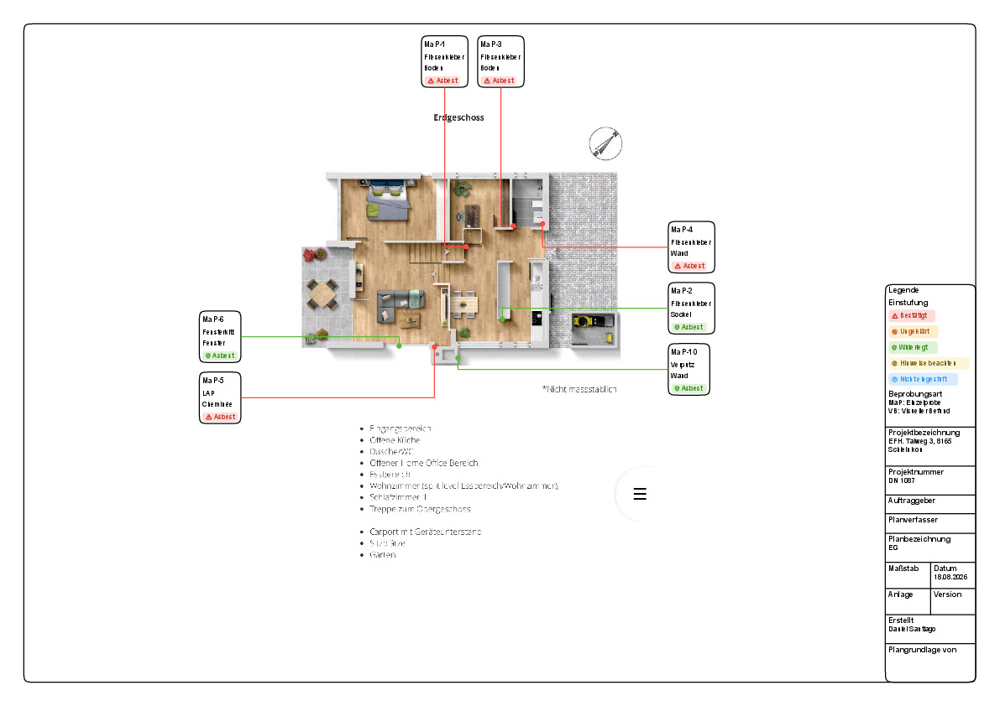 MaP-1
Fliesenkleber
Boden
Asbest
MaP-3
Fliesenkleber
Boden
Asbest
Erdgeschoss
N
MaP-4
Fliesenkleber
Wand
Asbest
MaP-2
Fliesenkleber
Sockel
Asbest
MaP-6
Fensterkitt
Fenster
Asbest
MaP-10
Verputz
Wand
Asbest
MaP-5
LAP
Cheminée
Asbest
*Nicht massstäblich
• Eingangsbereich
• Offene Küche
• Dusche/WC
• Offener Home Office Bereich
• Essbereich
• Wohnzimmer (split level Essbereich/Wohnzimmer),
• Schlafzimmer 1
• Treppe zum Obergeschoss
• Carport mit Geräteunterstand
• Sitzplätze
• Garten
Legende
Einstufung
Bestätigt
Ungeklärt
Widerlegt
Hinweise beachten
Nicht eingestuft
Beprobungsart
MaP: Einzelprobe
VB: Visueller Befund
Projektbezeichnung
EFH. Talweg 3, 8165
Schleinikon
Projektnummer
DN 1087
Auftraggeber
Planverfasser
Planbezeichnung
EG
Maßstab
Datum
18.08.2026
Anlage
Version
Erstellt
Daniel Santiago
Plangrundlage von